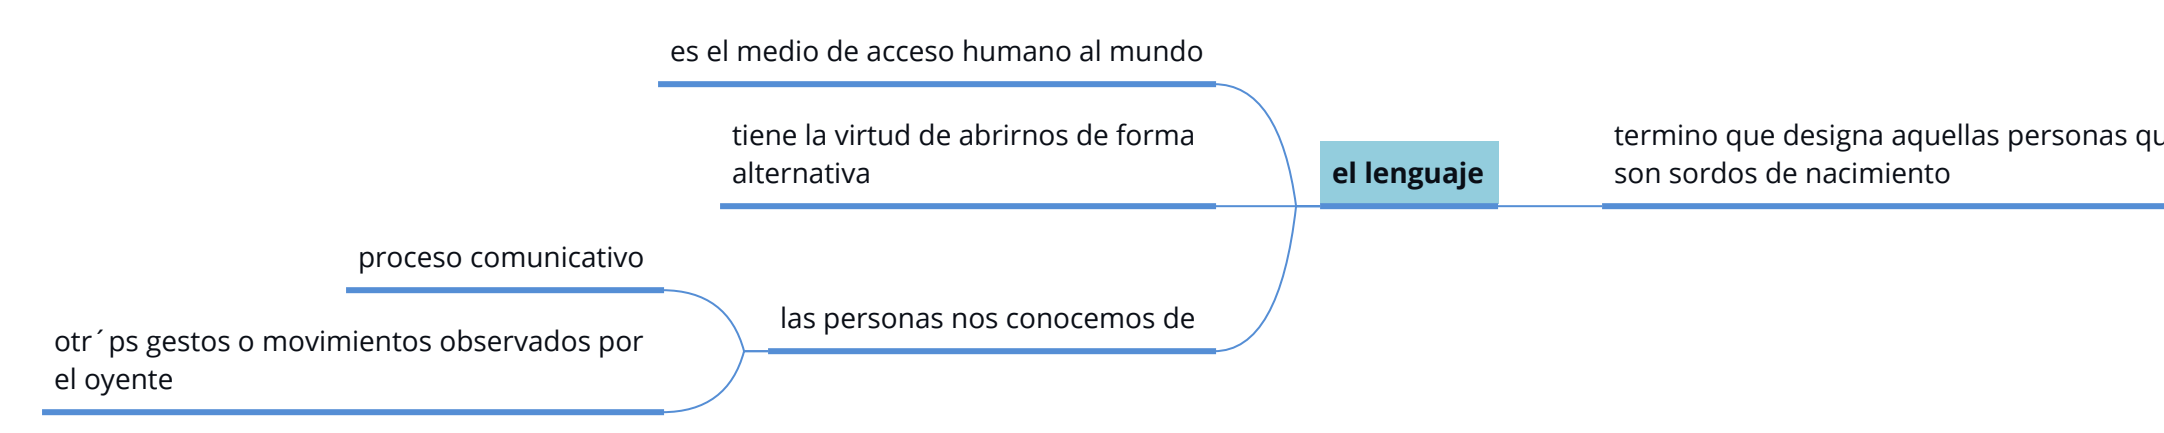 es el medio de acceso humano al mundo
tiene la virtud de abrirnos de forma
alternativa
el lenguaje
termino que designa aquellas personas
son sordos de nacimiento
proceso comunicativo
las personas nos conocemos de
otr´ps gestos o movimientos observados por
el oyente